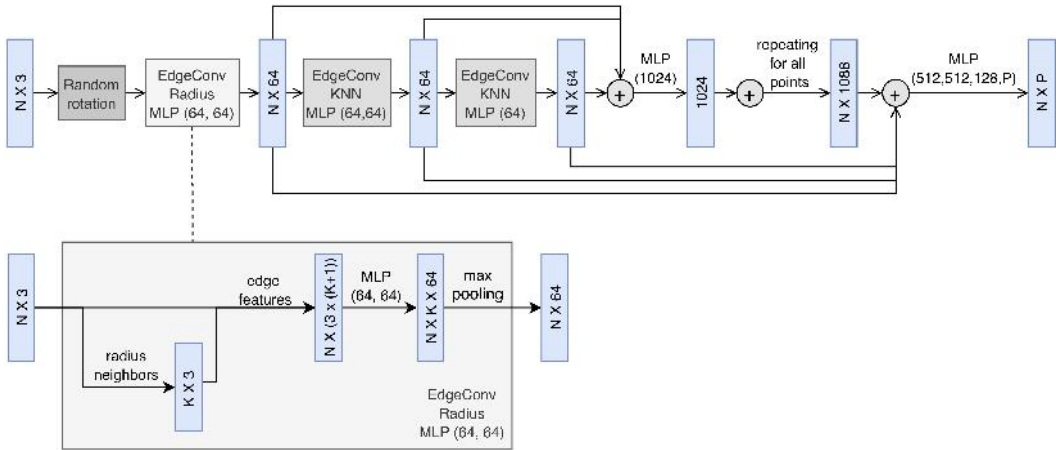 N X 3
Random
rotation
EdgeConv
Radius
MLP (64, 64)
N X 64
EdgeConv
KNN
MLP (64,64)
N X 64
EdgeConv
KNN
MLP (64)
N X 64
+
MLP
(1024)
1024
+
repeating
for all
points
N X 1088
+
MLP
(512,512,128,P)
N X P
N X 3
radius
neighbors
K X 3
edge
features
N X (3 x (K+1))
MLP
(64, 64)
N X K X 64
max
pooling
N X 64
EdgeConv
Radius
MLP (64, 64)